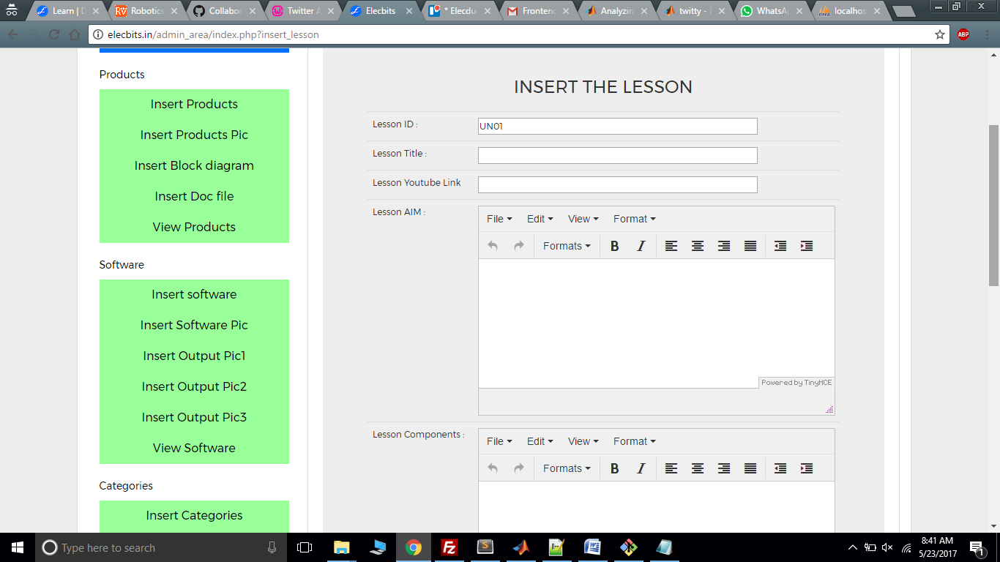 Learn | D
Robotics
Collabor
Twitter A
Elecbits
* Elecdu
Frontend
Analyzin
twitty - F
WhatsAp
localhos
elecbits.in/admin_area/index.php?insert_lesson
ABP
Products
Insert Products
Insert Products Pic
Insert Block diagram
Insert Doc file
View Products
Software
Insert software
Insert Software Pic
Insert Output Pic1
Insert Output Pic2
Insert Output Pic3
View Software
Categories
Insert Categories
INSERT THE LESSON
Lesson ID : UN01
Lesson Title :
Lesson Youtube Link
Lesson AIM :
File Edit View Format
Formats B I
Powered by TinyMCE
Lesson Components :
File Edit View Format
Formats B I
Type here to search
8:41 AM
5/23/2017
1